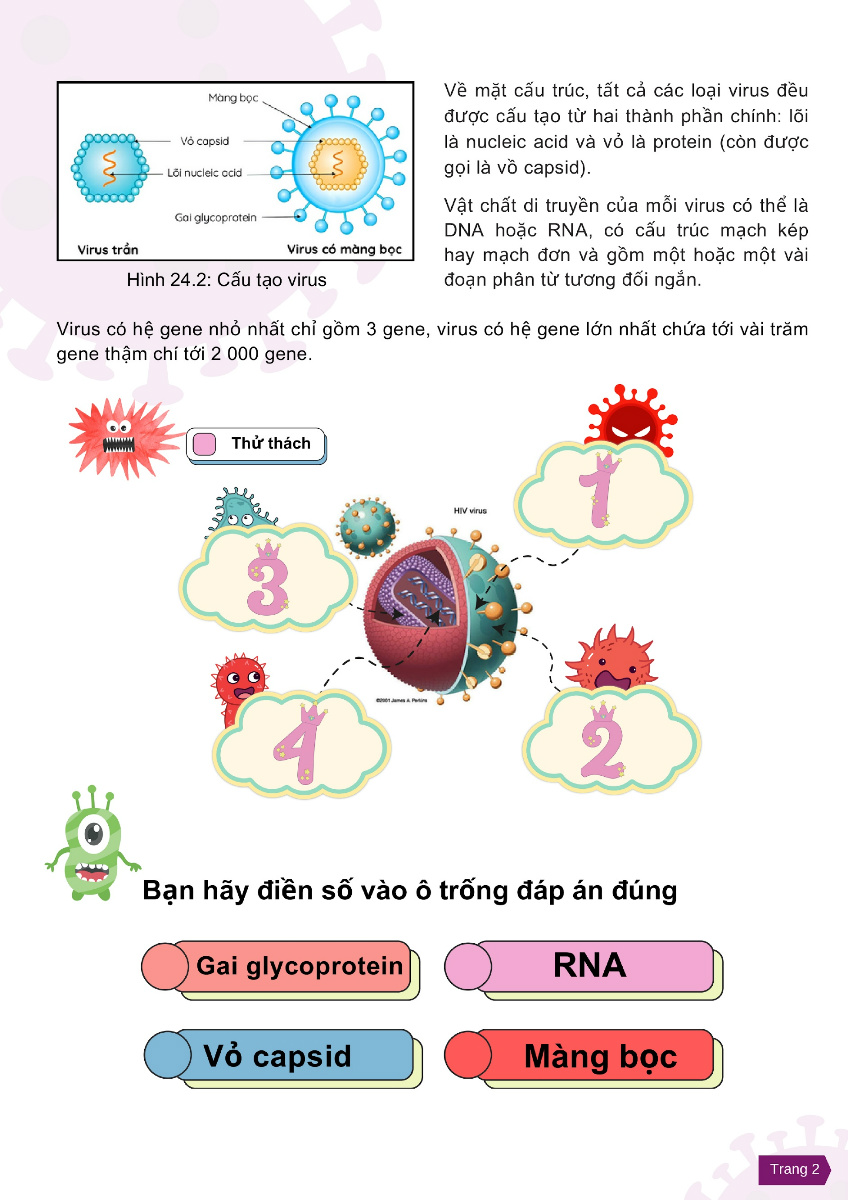 Màng bọc
Vỏ capsid
Lõi nucleic acid
Gai glycoprotein
Virus trần
Virus có màng bọc
Hình 24.2: Cấu tạo virus
Về mặt cấu trúc, tất cả các loại virus đều
được cấu tạo từ hai thành phần chính: lõi
là nucleic acid và vỏ là protein (còn được
gọi là vồ capsid).
Vật chất di truyền của mỗi virus có thể là
DNA hoặc RNA, có cấu trúc mạch kép
hay mạch đơn và gồm một hoặc một vài
đoạn phân từ tương đối ngắn.
Virus có hệ gene nhỏ nhất chỉ gồm 3 gene, virus có hệ gene lớn nhất chứa tới vài trăm
gene thậm chí tới 2 000 gene.
Thử thách
1
HIV virus
3
©2001 James A. Perkins
4
2
Bạn hãy điền số vào ô trống đáp án đúng
Gai glycoprotein
RNA
Vỏ capsid
Màng bọc
Trang 2